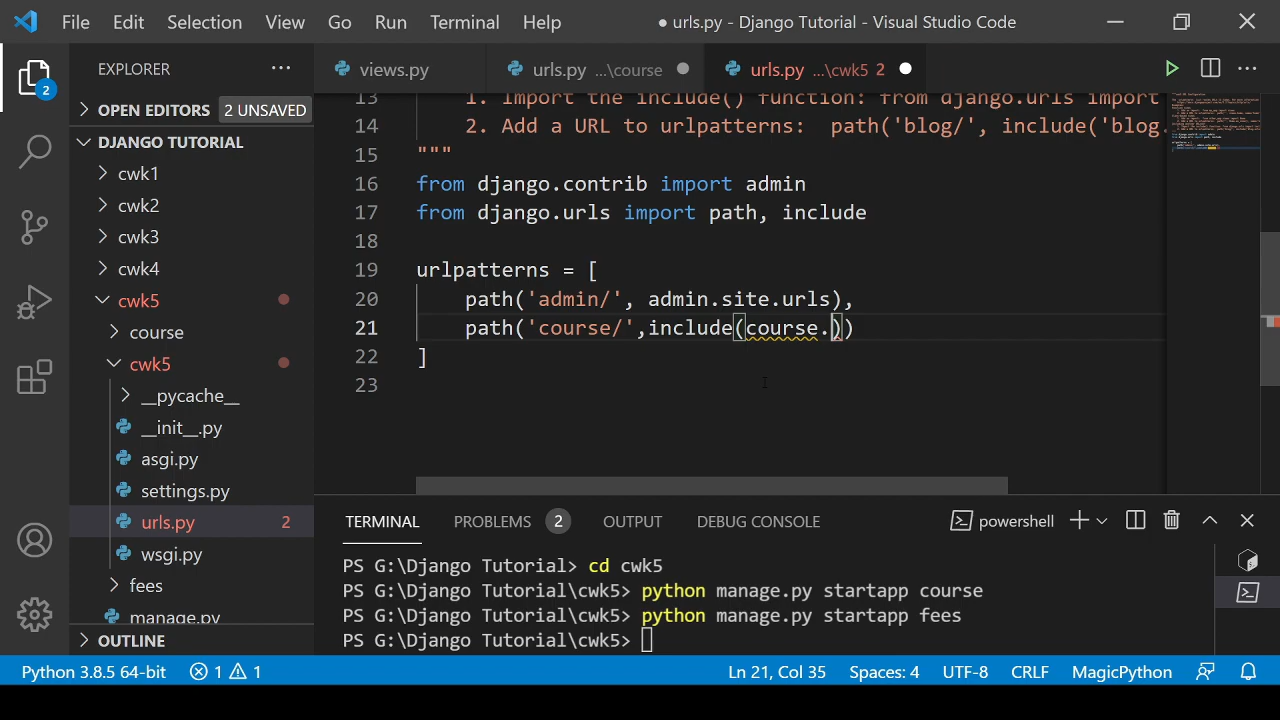 File Edit Selection View Go Run Terminal Help ● urls.py - Django Tutorial - Visual Studio Code
EXPLORER ...
views.py urls.py ...\course urls.py ...\cwk5 2
2
OPEN EDITORS 2 UNSAVED
DJANGO TUTORIAL
cwk1
cwk2
cwk3
cwk4
cwk5
course
cwk5
__pycache__
__init__.py
asgi.py
settings.py
urls.py 2
wsgi.py
fees
manage.py
OUTLINE
13 1. Import the include() function: from django.urls import
14 2. Add a URL to urlpatterns:  path('blog/', include('blog.
15 """
16 from django.contrib import admin
17 from django.urls import path, include
18
19 urlpatterns = [
20 path('admin/', admin.site.urls),
21 path('course/',include(course.))
22 ]
23
TERMINAL PROBLEMS 2 OUTPUT DEBUG CONSOLE powershell
PS G:\Django Tutorial> cd cwk5
PS G:\Django Tutorial\cwk5> python manage.py startapp course
PS G:\Django Tutorial\cwk5> python manage.py startapp fees
PS G:\Django Tutorial\cwk5>
Python 3.8.5 64-bit 1 1 Ln 21, Col 35 Spaces: 4 UTF-8 CRLF MagicPython